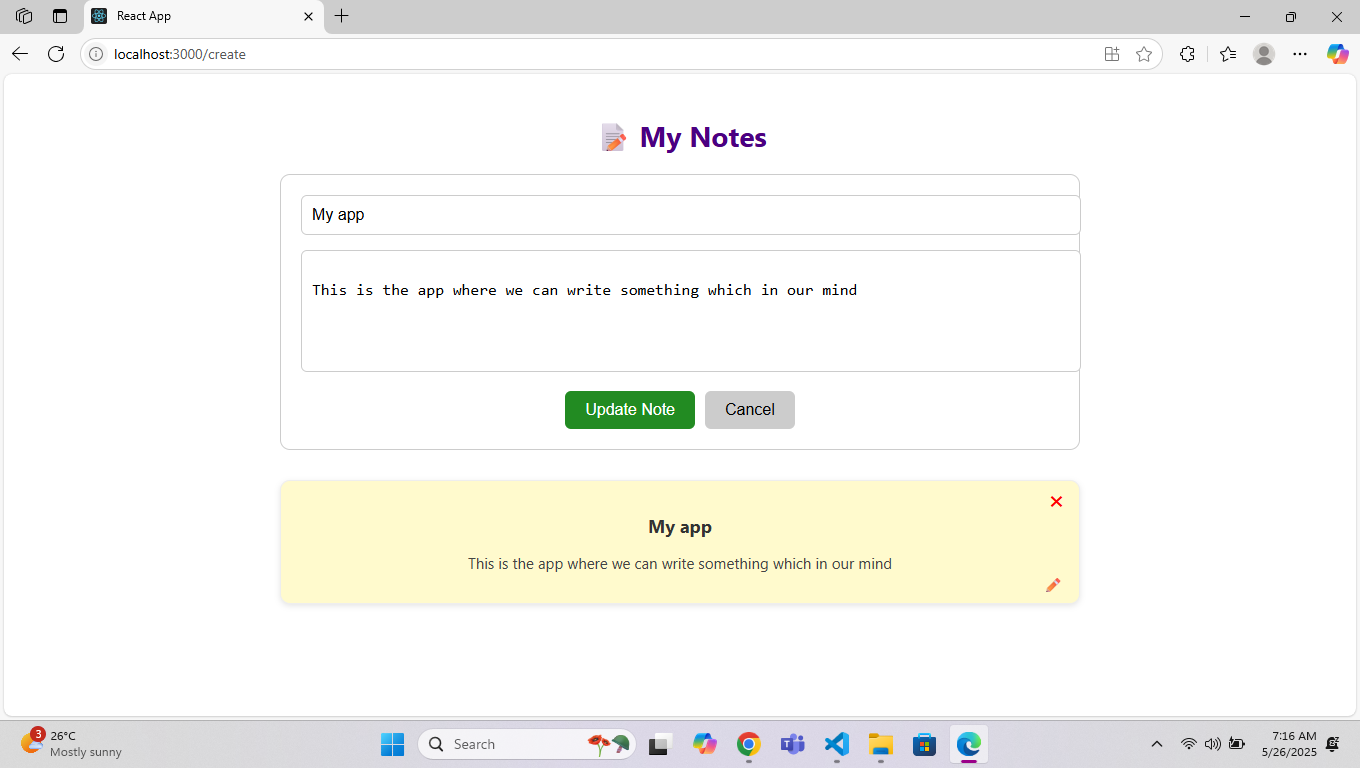 React App
localhost:3000/create
My Notes
My app
This is the app where we can write something which in our mind
Update Note
Cancel
My app
This is the app where we can write something which in our mind
3
26°C
Mostly sunny
Search
7:16 AM
5/26/2025